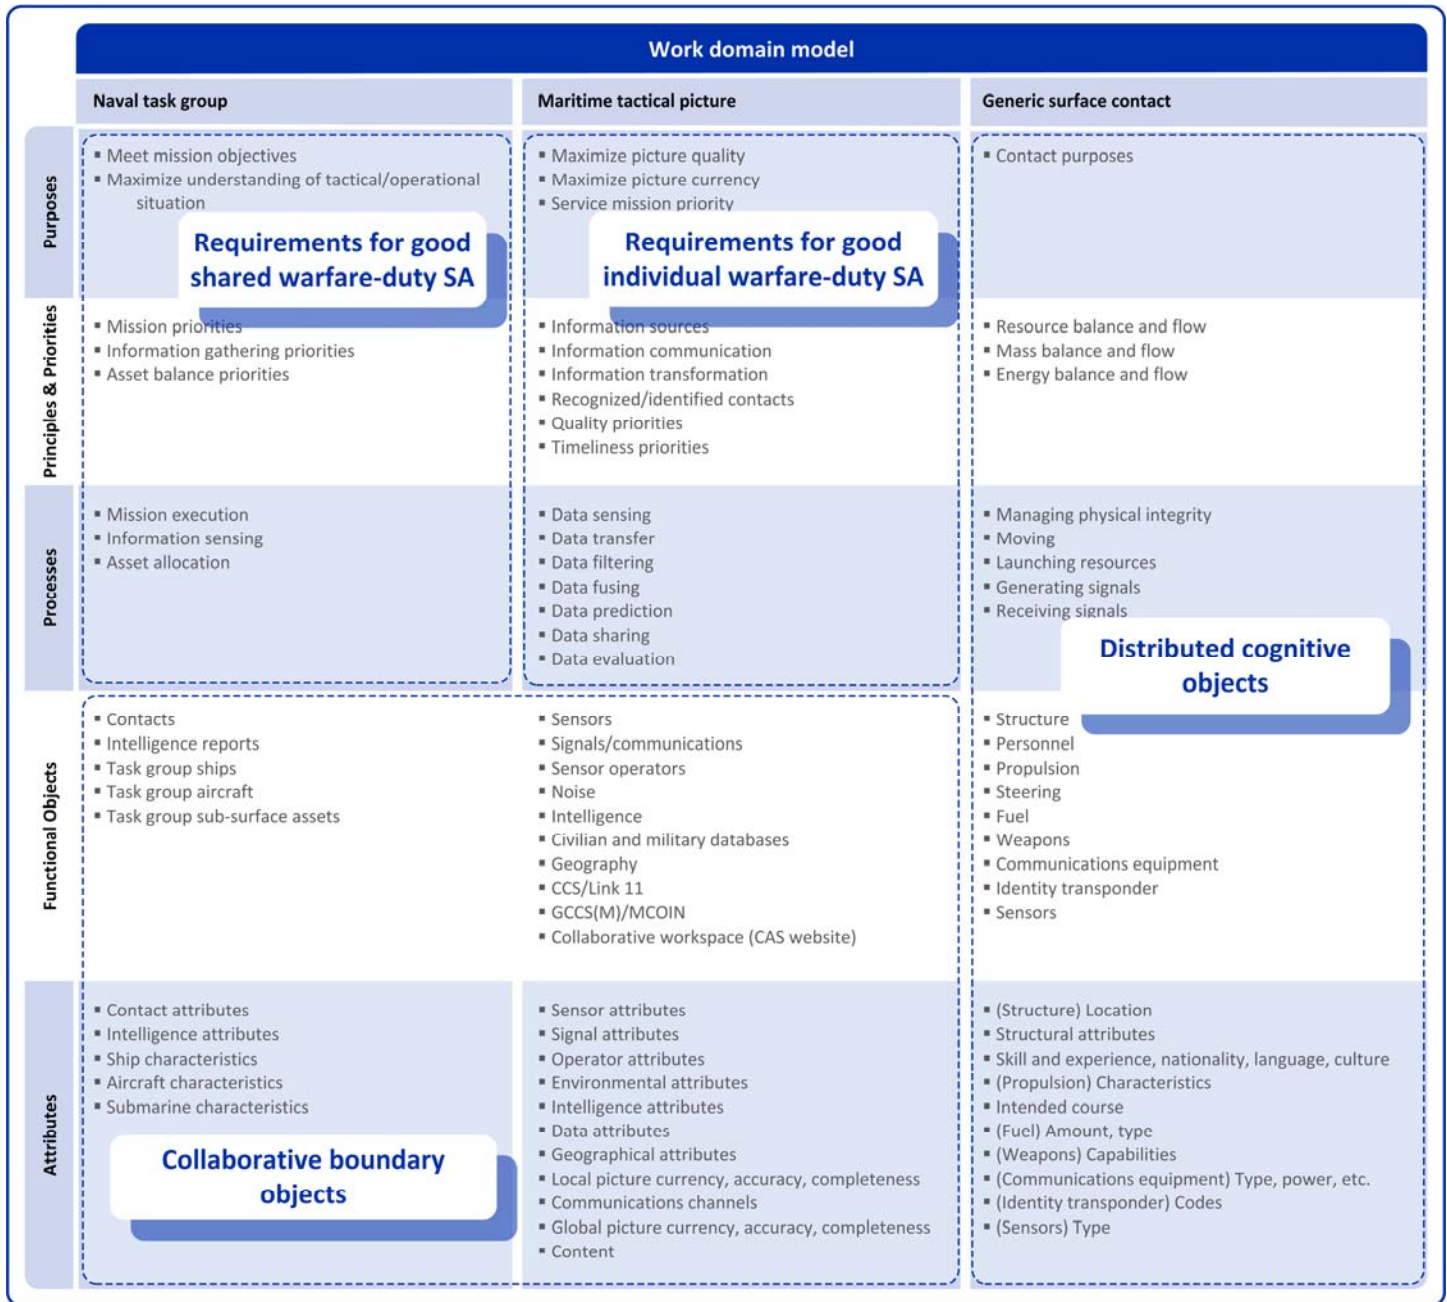 Work domain model
Naval task group
Maritime tactical picture
Generic surface contact
Purposes
▪ Meet mission objectives
▪ Maximize understanding of tactical/operational
situation
▪ Maximize picture quality
▪ Maximize picture currency
▪ Service mission priority
▪ Contact purposes
Requirements for good
shared warfare-duty SA
Requirements for good
individual warfare-duty SA
Principles & Priorities
▪ Mission priorities
▪ Information gathering priorities
▪ Asset balance priorities
▪ Information sources
▪ Information communication
▪ Information transformation
▪ Recognized/identified contacts
▪ Quality priorities
▪ Timeliness priorities
▪ Resource balance and flow
▪ Mass balance and flow
▪ Energy balance and flow
Processes
▪ Mission execution
▪ Information sensing
▪ Asset allocation
▪ Data sensing
▪ Data transfer
▪ Data filtering
▪ Data fusing
▪ Data prediction
▪ Data sharing
▪ Data evaluation
▪ Managing physical integrity
▪ Moving
▪ Launching resources
▪ Generating signals
▪ Receiving signals
Distributed cognitive
objects
Functional Objects
▪ Contacts
▪ Intelligence reports
▪ Task group ships
▪ Task group aircraft
▪ Task group sub-surface assets
▪ Sensors
▪ Signals/communications
▪ Sensor operators
▪ Noise
▪ Intelligence
▪ Civilian and military databases
▪ Geography
▪ CCS/Link 11
▪ GCCS(M)/MCOIN
▪ Collaborative workspace (CAS website)
▪ Structure
▪ Personnel
▪ Propulsion
▪ Steering
▪ Fuel
▪ Weapons
▪ Communications equipment
▪ Identity transponder
▪ Sensors
Attributes
▪ Contact attributes
▪ Intelligence attributes
▪ Ship characteristics
▪ Aircraft characteristics
▪ Submarine characteristics
Collaborative boundary
objects
▪ Sensor attributes
▪ Signal attributes
▪ Operator attributes
▪ Environmental attributes
▪ Intelligence attributes
▪ Data attributes
▪ Geographical attributes
▪ Local picture currency, accuracy, completeness
▪ Communications channels
▪ Global picture currency, accuracy, completeness
▪ Content
▪ (Structure) Location
▪ Structural attributes
▪ Skill and experience, nationality, language, culture
▪ (Propulsion) Characteristics
▪ Intended course
▪ (Fuel) Amount, type
▪ (Weapons) Capabilities
▪ (Communications equipment) Type, power, etc.
▪ (Identity transponder) Codes
▪ (Sensors) Type